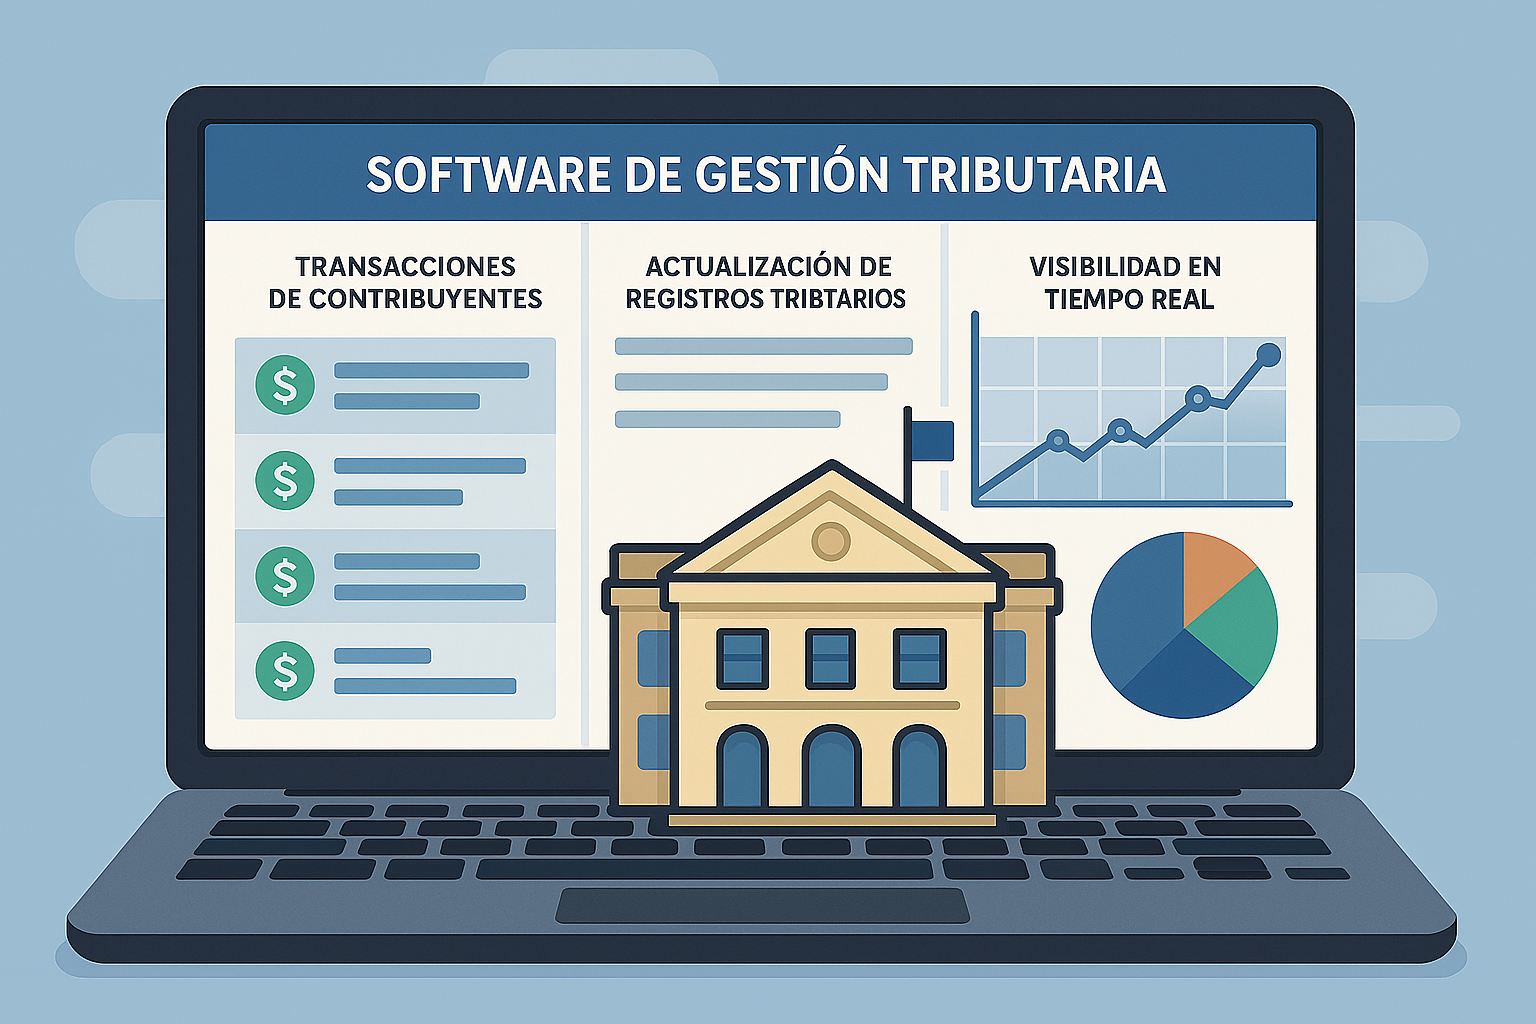 SOFTWARE DE GESTIÓN TRIBUTARIA
TRANSACCIONES
DE CONTRIBUYENTES
$
$
$
$
ACTUALIZACIÓN DE
REGISTROS TRIBTARIOS
VISIBILIDAD EN
TIEMPO REAL